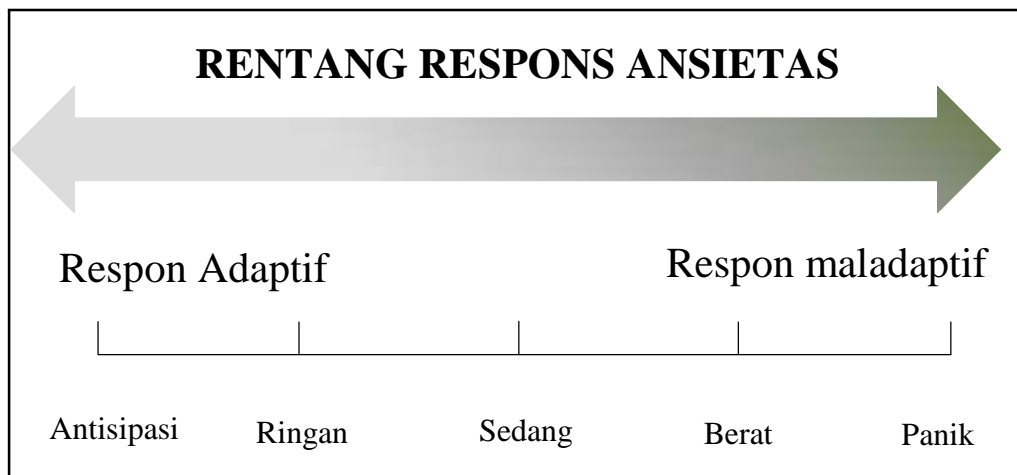 RENTANG RESPONS ANSIETAS
Respon Adaptif Respon maladaptif
Antisipasi Ringan Sedang Berat Panik